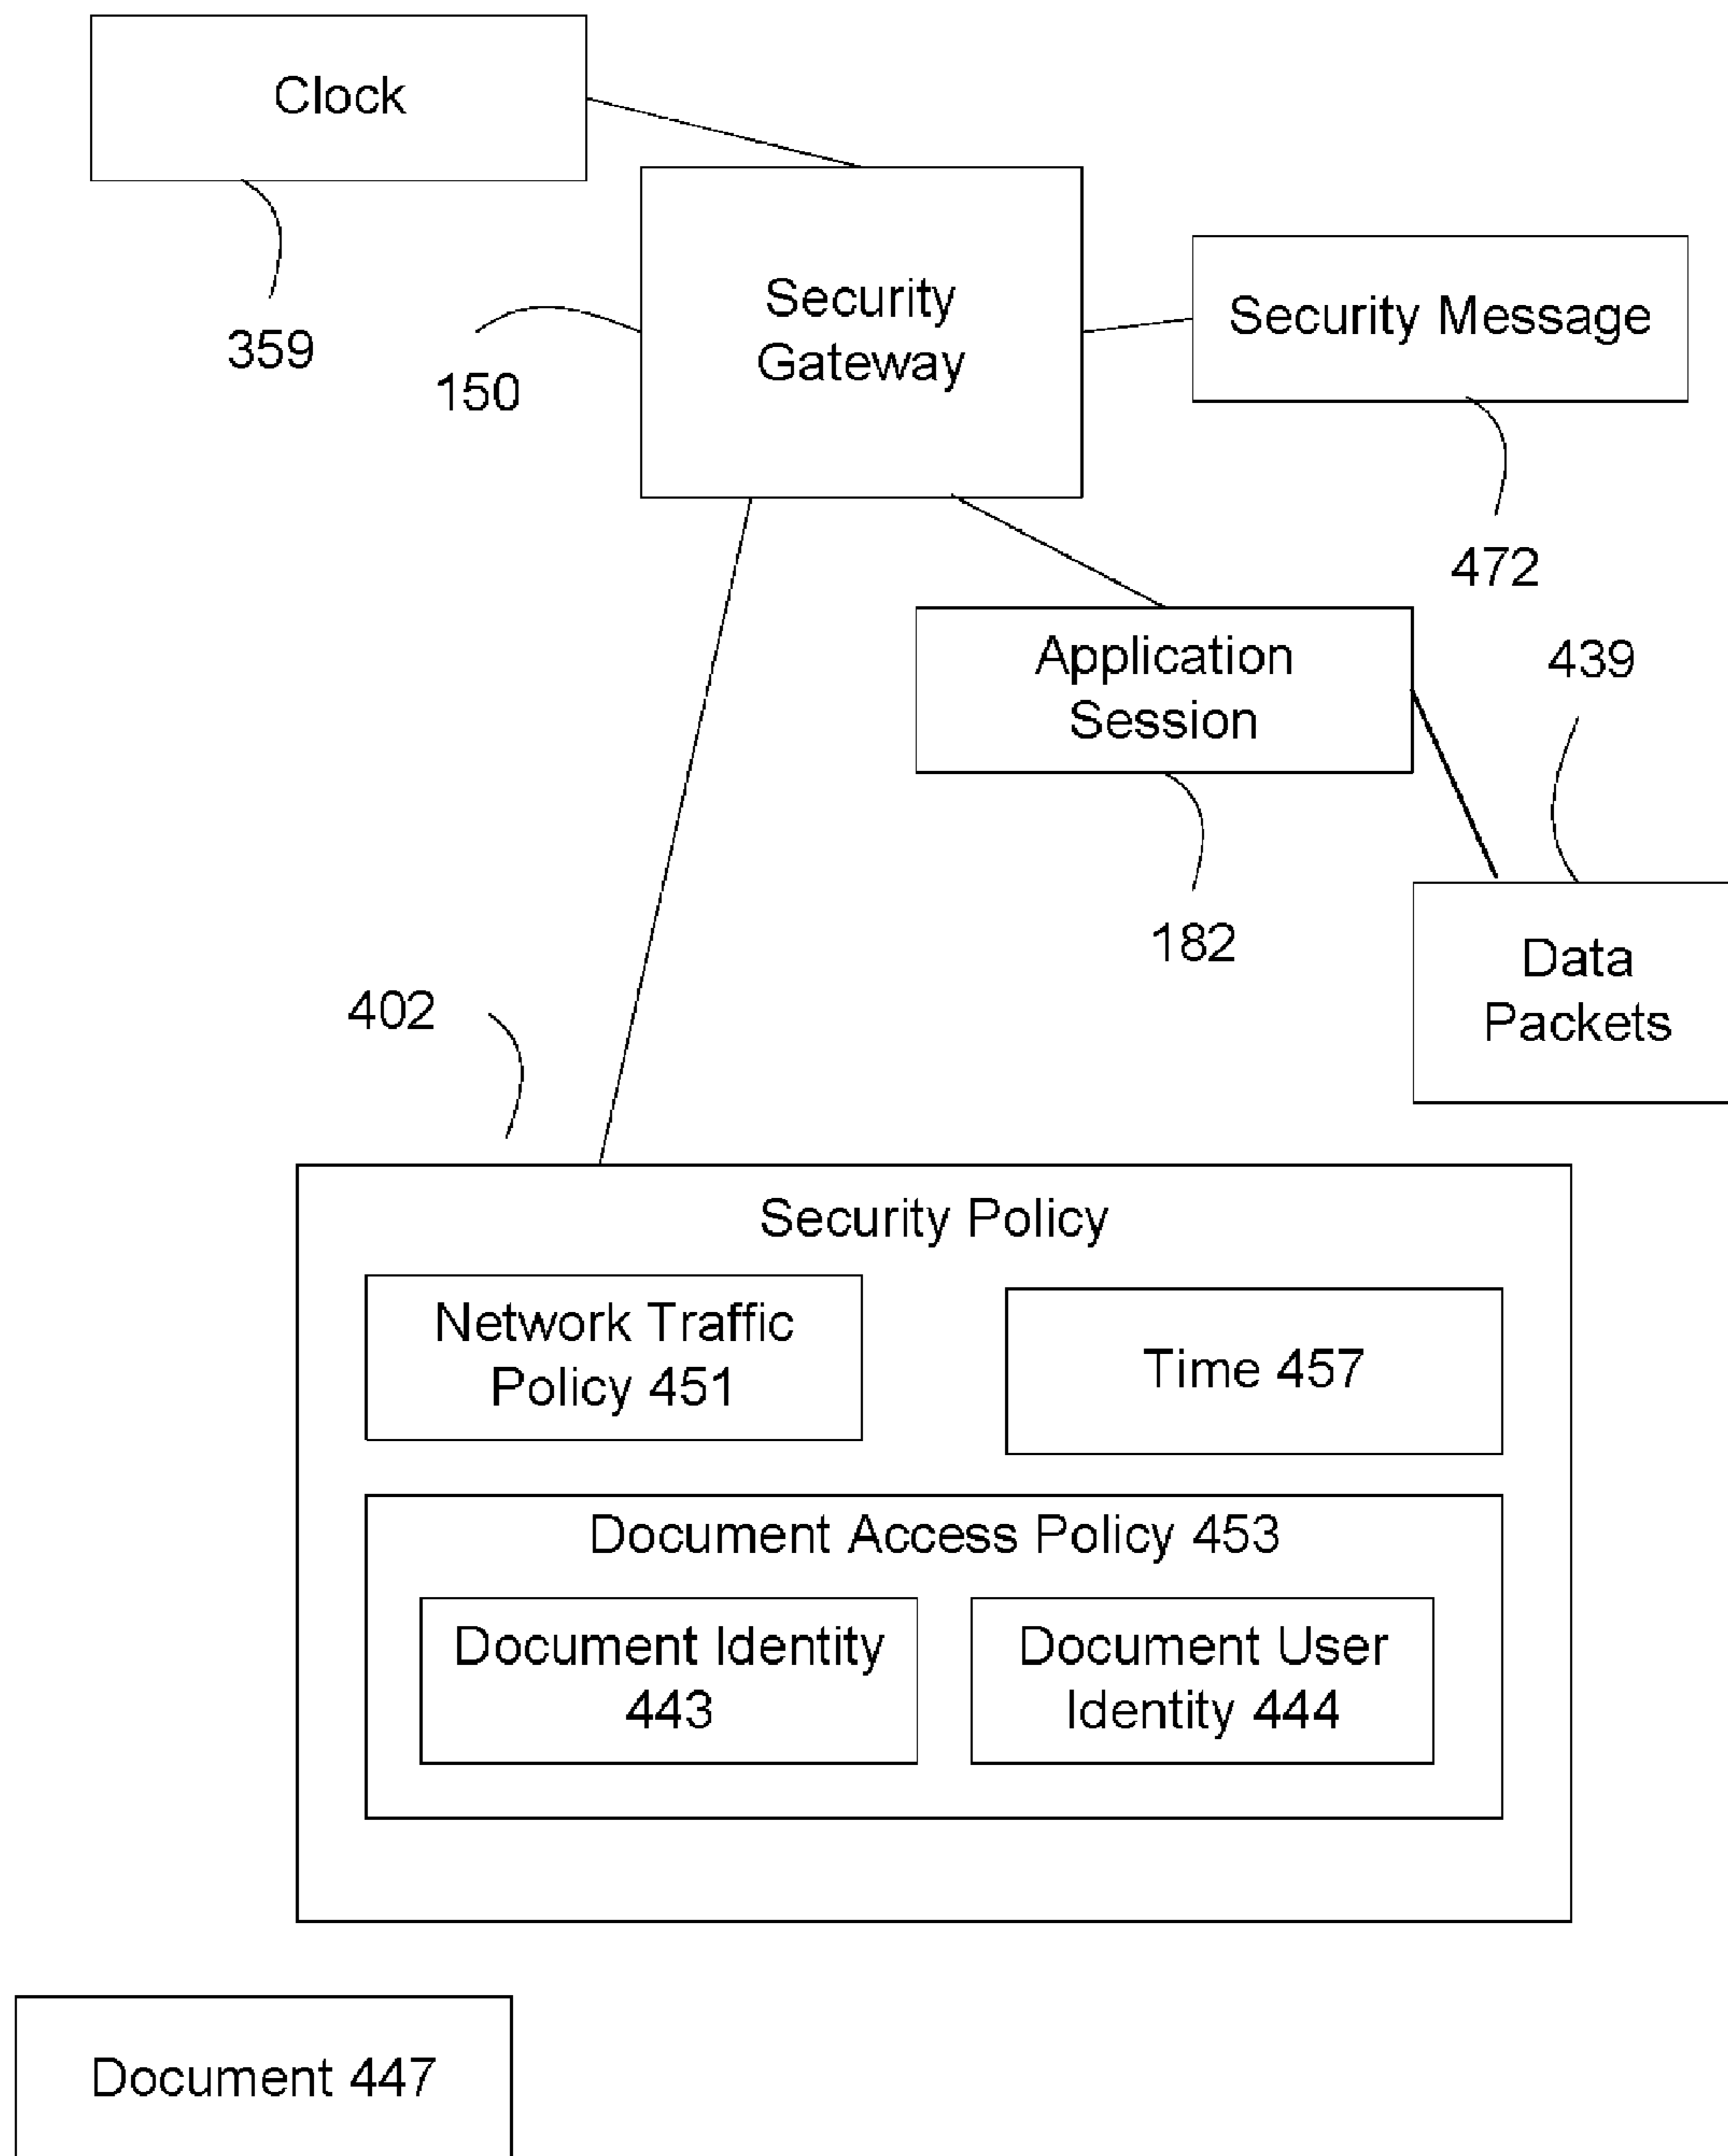 Clock
359
Security
Gateway
150
Security Message
472
Application
Session
182
439
Data
Packets
402
Security Policy
Network Traffic
Policy 451
Time 457
Document Access Policy 453
Document Identity
443
Document User
Identity 444
Document 447